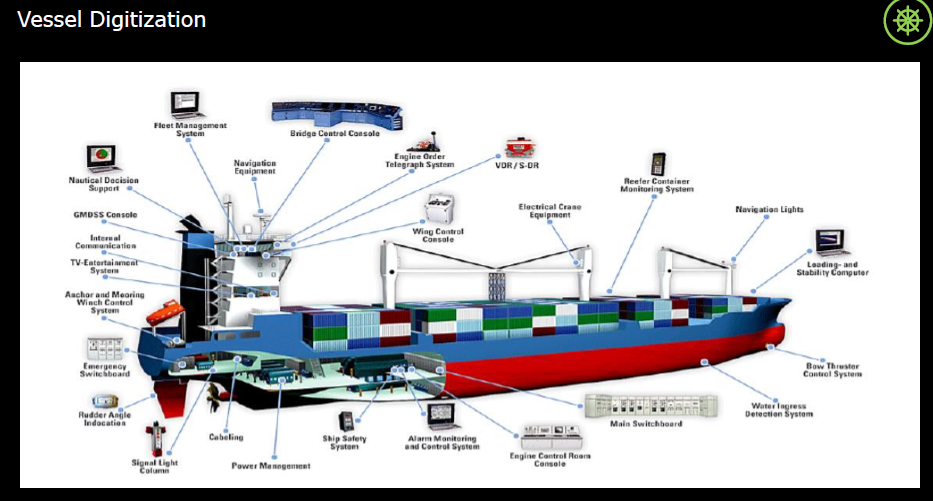 Vessel Digitization
Fleet Management
System
Bridge Control Console
Engine Order
Telegraph System
VDR / S-DR
Nautical Decision
Support
Navigation
Equipment
Reefer Container
Monitoring System
GMDSS Console
Wing Control
Console
Electrical Crane
Equipment
Navigation Lights
Internal
Communication
TV-Entertainment
System
Loading- and
Stability Computer
Anchor and Mooring
Winch Control
System
Emergency
Switchboard
Bow Thruster
Control System
Rudder Angle
Indocation
Water Ingress
Detection System
Main Switchboard
Cabeling
Ship Safety
System
Alarm Monitoring
and Control System
Signal Light
Column
Power Management
Engine Control Room
Console